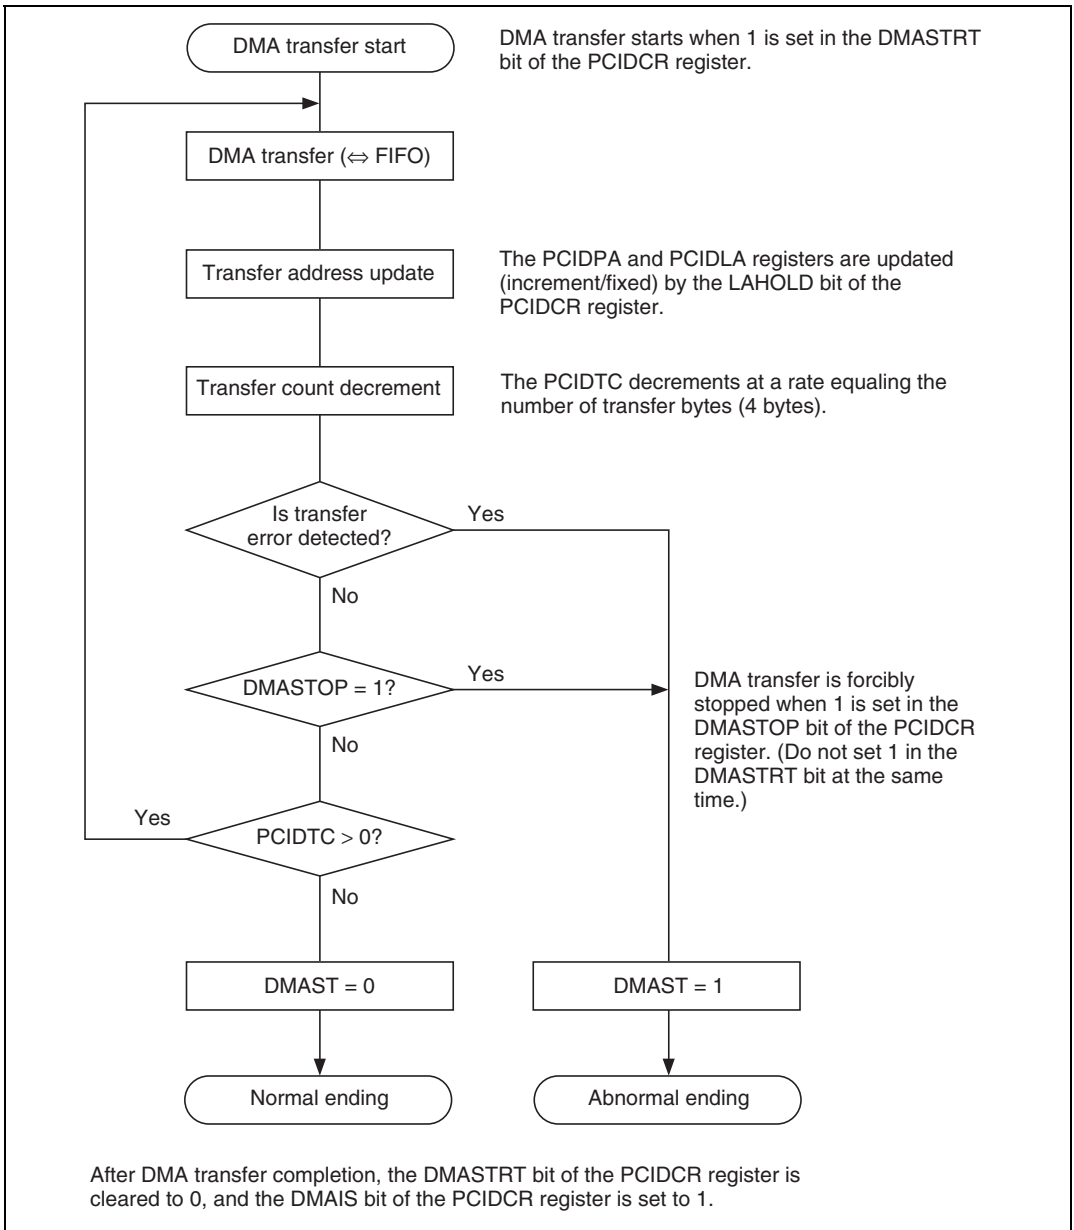 DMA transfer start
DMA transfer starts when 1 is set in the DMASTRT
bit of the PCIDCR register.
DMA transfer (⇔ FIFO)
Transfer address update
The PCIDPA and PCIDLA registers are updated
(increment/fixed) by the LAHOLD bit of the
PCIDCR register.
Transfer count decrement
The PCIDTC decrements at a rate equaling the
number of transfer bytes (4 bytes).
Is transfer
error detected?
Yes
No
DMASTOP = 1?
Yes
DMA transfer is forcibly
stopped when 1 is set in the
DMASTOP bit of the PCIDCR
register. (Do not set 1 in the
DMASTRT bit at the same
time.)
No
Yes
PCIDTC > 0?
No
DMAST = 0
DMAST = 1
Normal ending
Abnormal ending
After DMA transfer completion, the DMASTRT bit of the PCIDCR register is
cleared to 0, and the DMAIS bit of the PCIDCR register is set to 1.